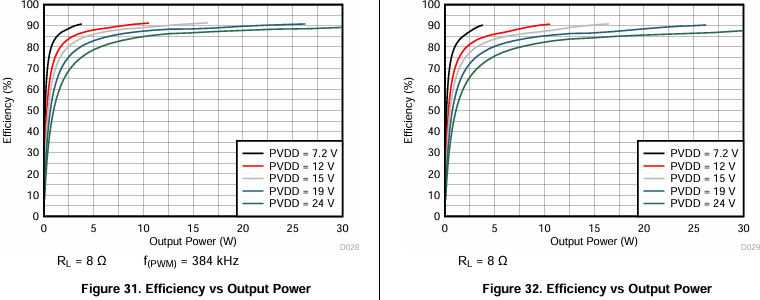 100
90
80
70
60
50
40
30
20
10
0
Efficiency (%)
PVDD = 7.2 V
PVDD = 12 V
PVDD = 15 V
PVDD = 19 V
PVDD = 24 V
0 5 10 15 20 25 30
Output Power (W)
D028
RL = 8 Ω f(PWM) = 384 kHz
Figure 31. Efficiency vs Output Power
100
90
80
70
60
50
40
30
20
10
0
Efficiency (%)
PVDD = 7.2 V
PVDD = 12 V
PVDD = 15 V
PVDD = 19 V
PVDD = 24 V
0 5 10 15 20 25 30
Output Power (W)
D029
RL = 8 Ω
Figure 32. Efficiency vs Output Power